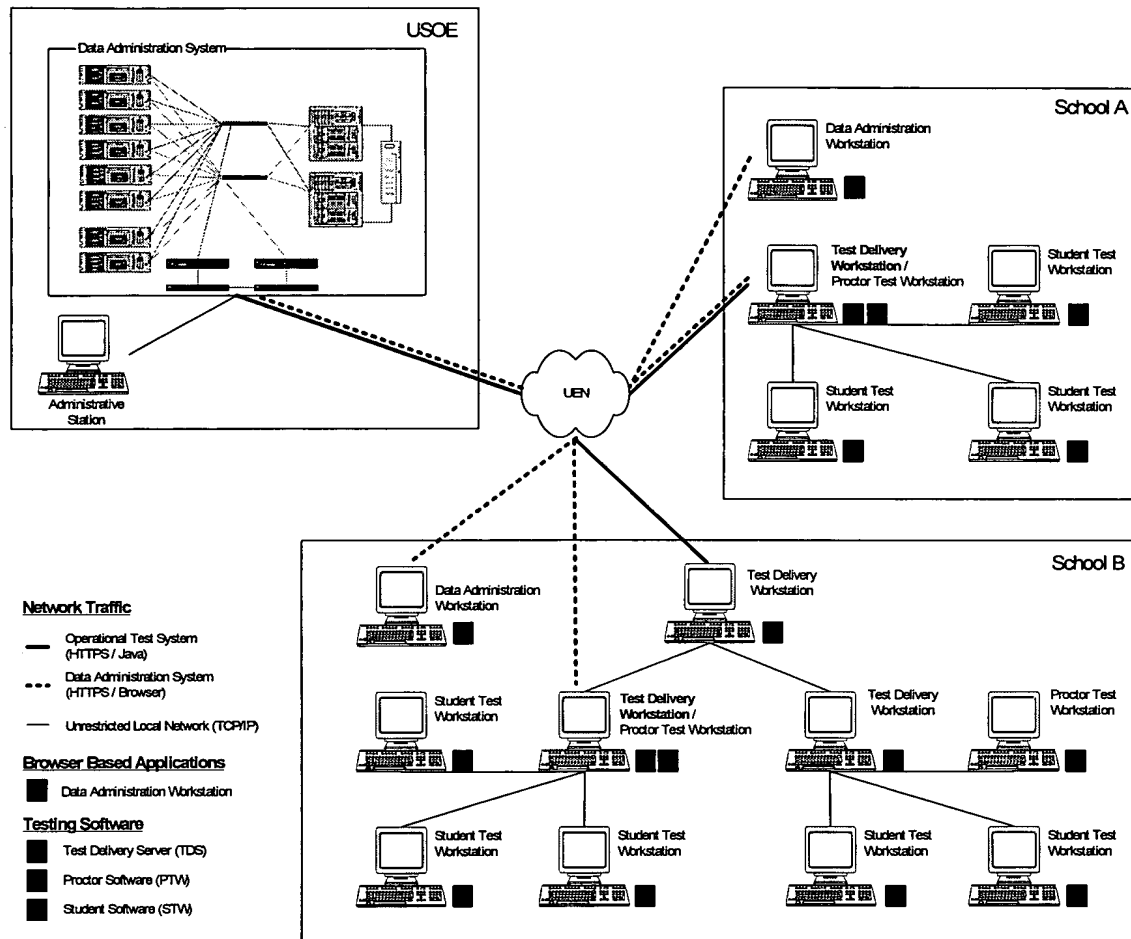 USOE
Data Administration System
Administrative
Station
UEN
School A
Data Administration
Workstation
Test Delivery
Workstation /
Proctor Test Workstation
Student Test
Workstation
Student Test
Workstation
Student Test
Workstation
School B
Data Administration
Workstation
Test Delivery
Workstation
Student Test
Workstation
Test Delivery
Workstation /
Proctor Test Workstation
Test Delivery
Workstation
Proctor Test
Workstation
Student Test
Workstation
Student Test
Workstation
Student Test
Workstation
Student Test
Workstation
Network Traffic
Operational Test System
(HTTPS / Java)
Data Administration System
(HTTPS / Browser)
Unrestricted Local Network (TCP/IP)
Browser Based Applications
Data Administration Workstation
Testing Software
Test Delivery Server (TDS)
Proctor Software (PTW)
Student Software (STW)